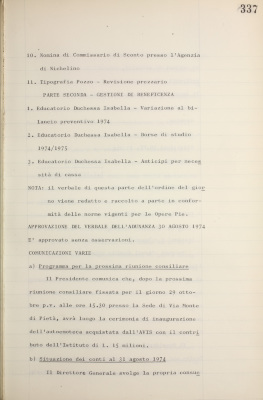 337
10. Nomina di Commissario di Sconto presso l'Agenzia
di Nichelino
11. Tipografia Fozzo - Revisione prezzario
PARTE SECONDA - GESTIONI DI BENEFICENZA
1. Educatorio Duchessa Isabella - Variazione al bi-
lancio preventivo 1974
2. Educatorio Duchessa Isabella - Borse di studio
1974/1975
3. Educatorio Duchessa Isabella - Anticipi per neces
sità di cassa
NOTA: il verbale di questa parte dell'ordine del gior
no viene redatto e raccolto a parte in confor-
mità delle norme vigenti per le Opere Pie.
APPROVAZIONE DEL VERBALE DELL'ADUNANZA 30 AGOSTO 1974
E' approvato senza osservazioni.
COMUNICAZIONI VARIE
a) Programma per la prossima riunione consiliare
Il Presidente comunica che, dopo la prossima
riunione consiliare fissata per il giorno 29 otto-
bre p.v. alle ore 15,30 presso la Sede di Via Monte
di Pietà, avrà luogo la cerimonia di inaugurazione
dell'autoemoteca acquistata dall'AVIS con il contri
buto dell'Istituto di L. 15 milioni.
b) Situazione dei conti al 31 agosto 1974
Il Direttore Generale svolge la propria consue